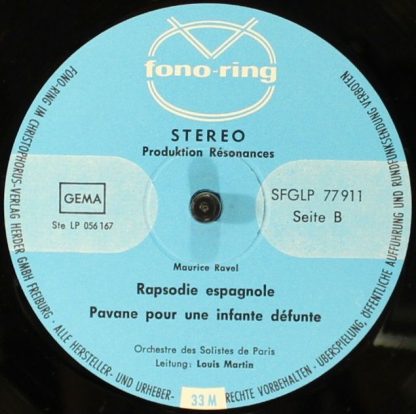 fono-ring
STEREO
Produktion Résonances
GEMA
Ste LP 056 167
SFGLP 77 911
Seite B
Maurice Ravel
Rapsodie espagnole
Pavane pour une infante défunte
Orchestre des Solistes de Paris
Leitung: Louis Martin
33 M
FONO-RING IM CHRISTOPHORUS-VERLAG HERDER GMBH FREIBURG · ALLE HERSTELLER- UND URHEBER- RECHTE VORBEHALTEN · ÜBERSPIELUNG, ÖFFENTLICHE AUFFÜHRUNG UND RUNDFUNKSENDUNG VERBOTEN